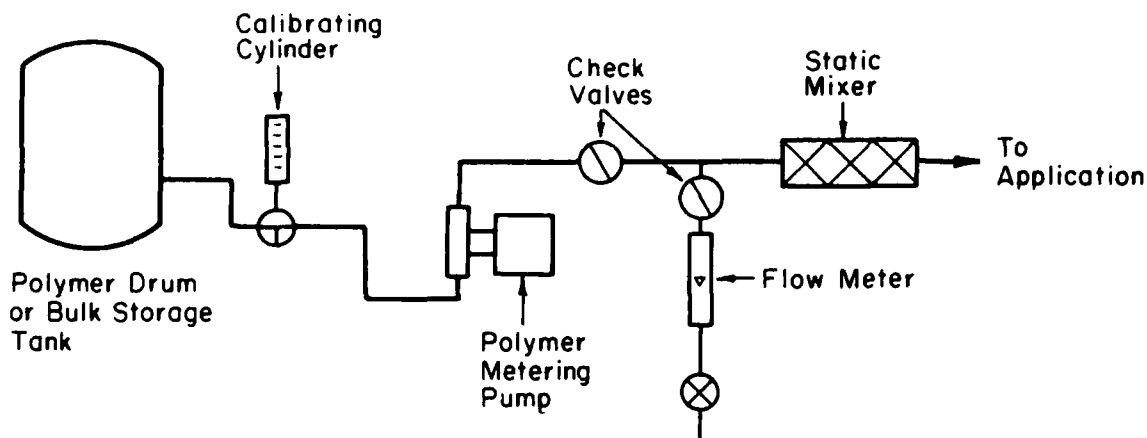 Calibrating
Cylinder
Check
Valves
Static
Mixer
To
Application
Polymer Drum
or Bulk Storage
Tank
Flow Meter
Polymer
Metering
Pump